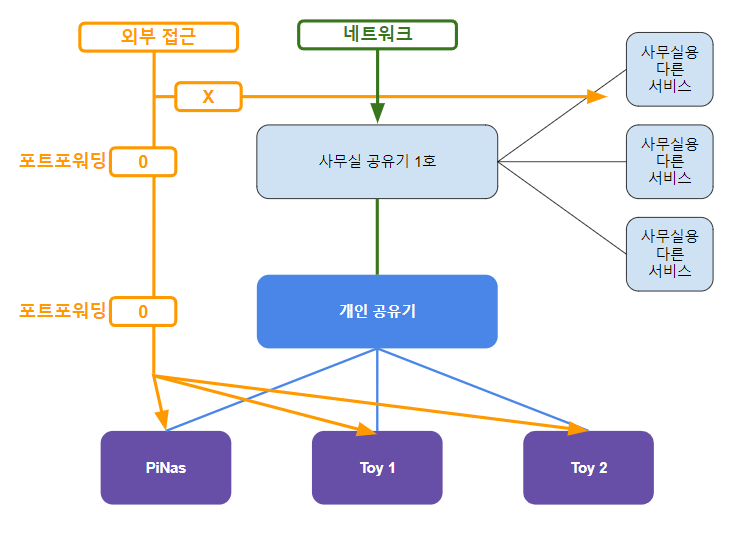 외부 접근
네트워크
사무실용
다른
서비스
X
포트포워딩
0
사무실 공유기 1호
사무실용
다른
서비스
사무실용
다른
서비스
포트포워딩
0
개인 공유기
PiNas
Toy 1
Toy 2